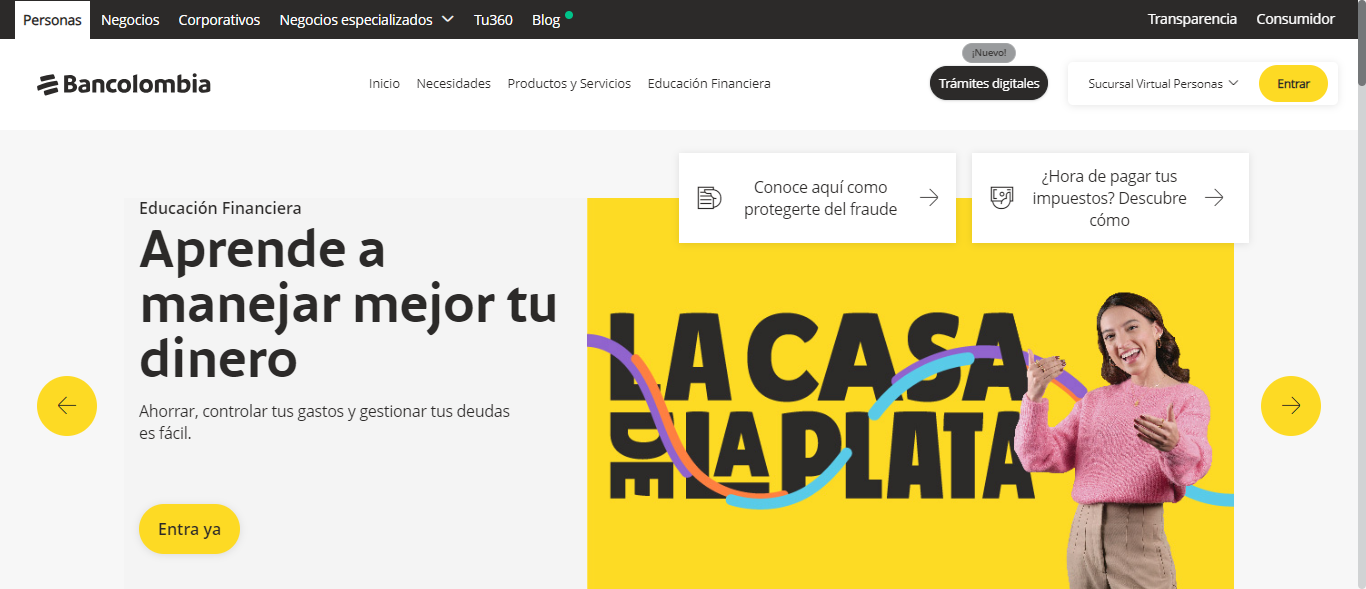 Personas Negocios Corporativos Negocios especializados Tu360 Blog Transparencia Consumidor
¡Nuevo!
Bancolombia Inicio Necesidades Productos y Servicios Educación Financiera Trámites digitales Sucursal Virtual Personas Entrar
Conoce aquí como
protegerte del fraude
¿Hora de pagar tus
impuestos? Descubre
cómo
Educación Financiera
Aprende a
manejar mejor tu
dinero
Ahorrar, controlar tus gastos y gestionar tus deudas
es fácil.
Entra ya
LA CASA
DE LA PLATA